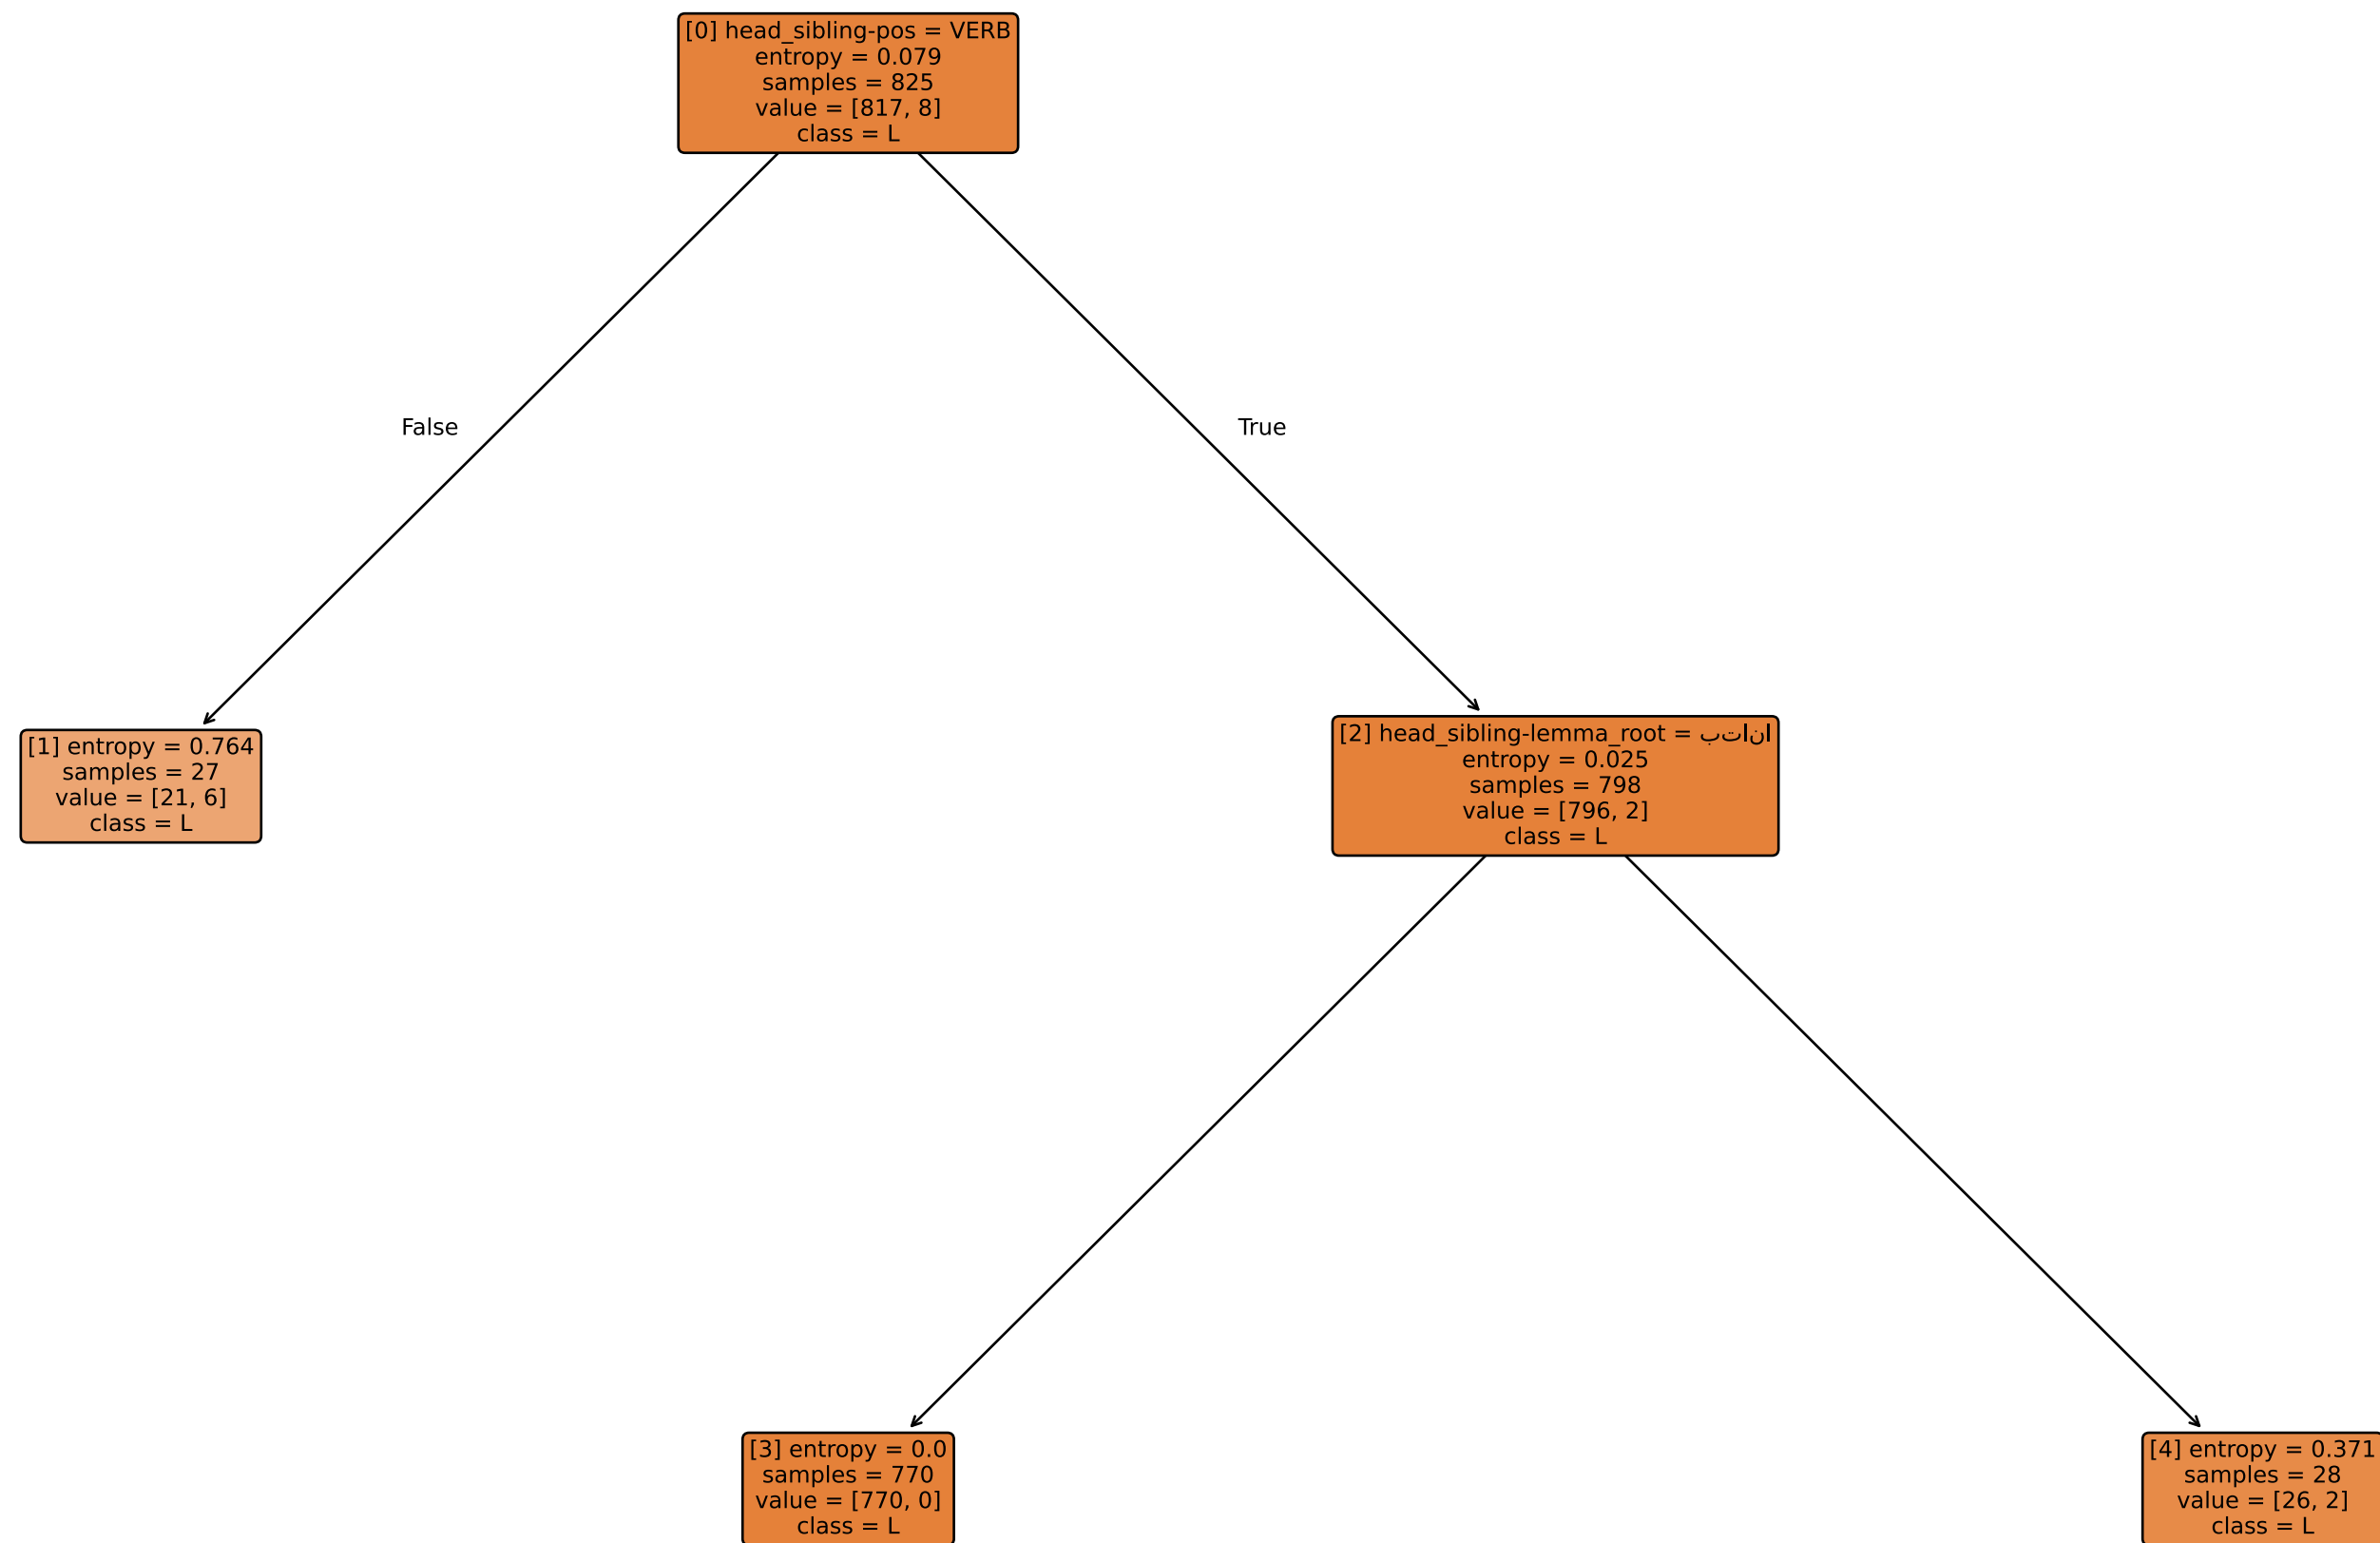 [0] head_sibling-pos = VERB
entropy = 0.079
samples = 825
value = [817, 8]
class = L
False
True
[1] entropy = 0.764
samples = 27
value = [21, 6]
class = L
[2] head_sibling-lemma_root = بتانا
entropy = 0.025
samples = 798
value = [796, 2]
class = L
[3] entropy = 0.0
samples = 770
value = [770, 0]
class = L
[4] entropy = 0.371
samples = 28
value = [26, 2]
class = L